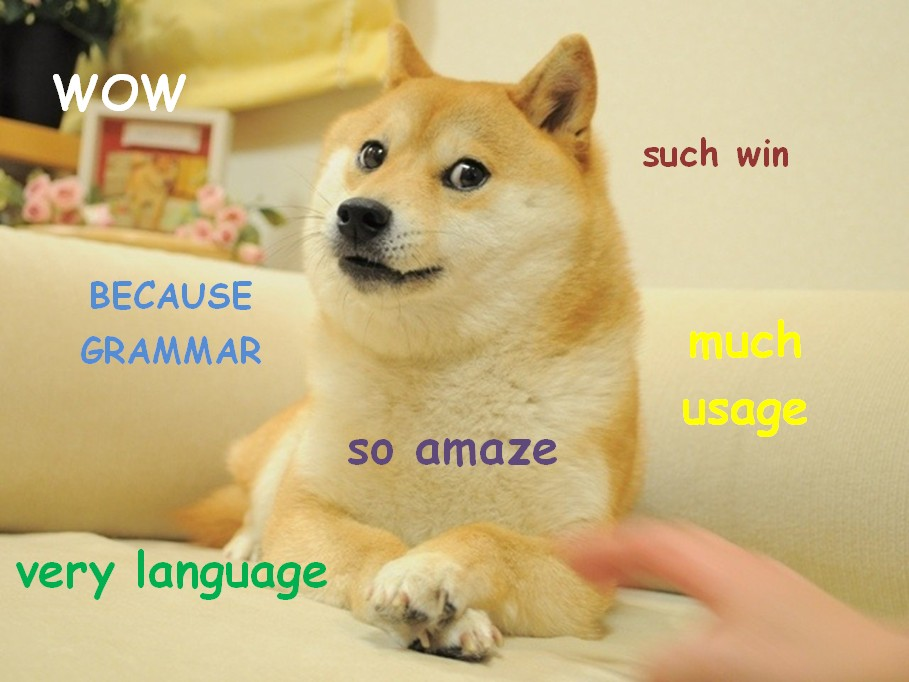 WOW
such win
BECAUSE
GRAMMAR
much
usage
so amaze
very language